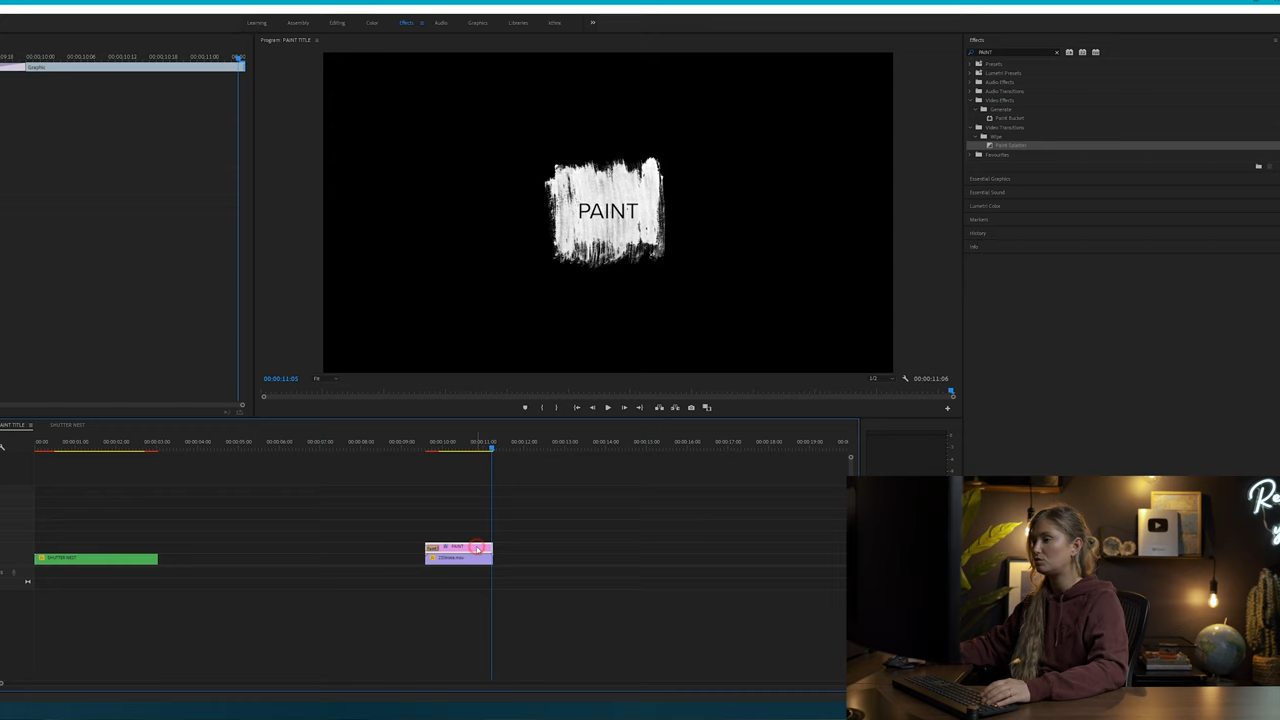 Learning Assembly Editing Color Effects Audio Graphics Libraries
Program: PAINT TITLE
Effects
PAINT
Presets
Lumetri Presets
Audio Effects
Audio Transitions
Video Effects
Generate
Paint Bucket
Video Transitions
Wipe
Paint Splatter
Favourites
Essential Graphics
Essential Sound
Lumetri Color
Markers
History
Info
09:18 00:00:10:00 00:00:10:06 00:00:10:12 00:00:10:18 00:00:11:00
Graphic
PAINT
00:00:11:05 Fit 1/2 00:00:11:06
AINT TITLE SHUTTER NEST
00:00 00:00:01:00 00:00:02:00 00:00:03:00 00:00:04:00 00:00:05:00 00:00:06:00 00:00:07:00 00:00:08:00 00:00:09:00 00:00:10:00 00:00:11:00 00:00:12:00 00:00:13:00 00:00:14:00 00:00:15:00 00:00:16:00 00:00:17:00 00:00:18:00 00:00:19:00
PAINT
SHUTTER NEST
Re
y